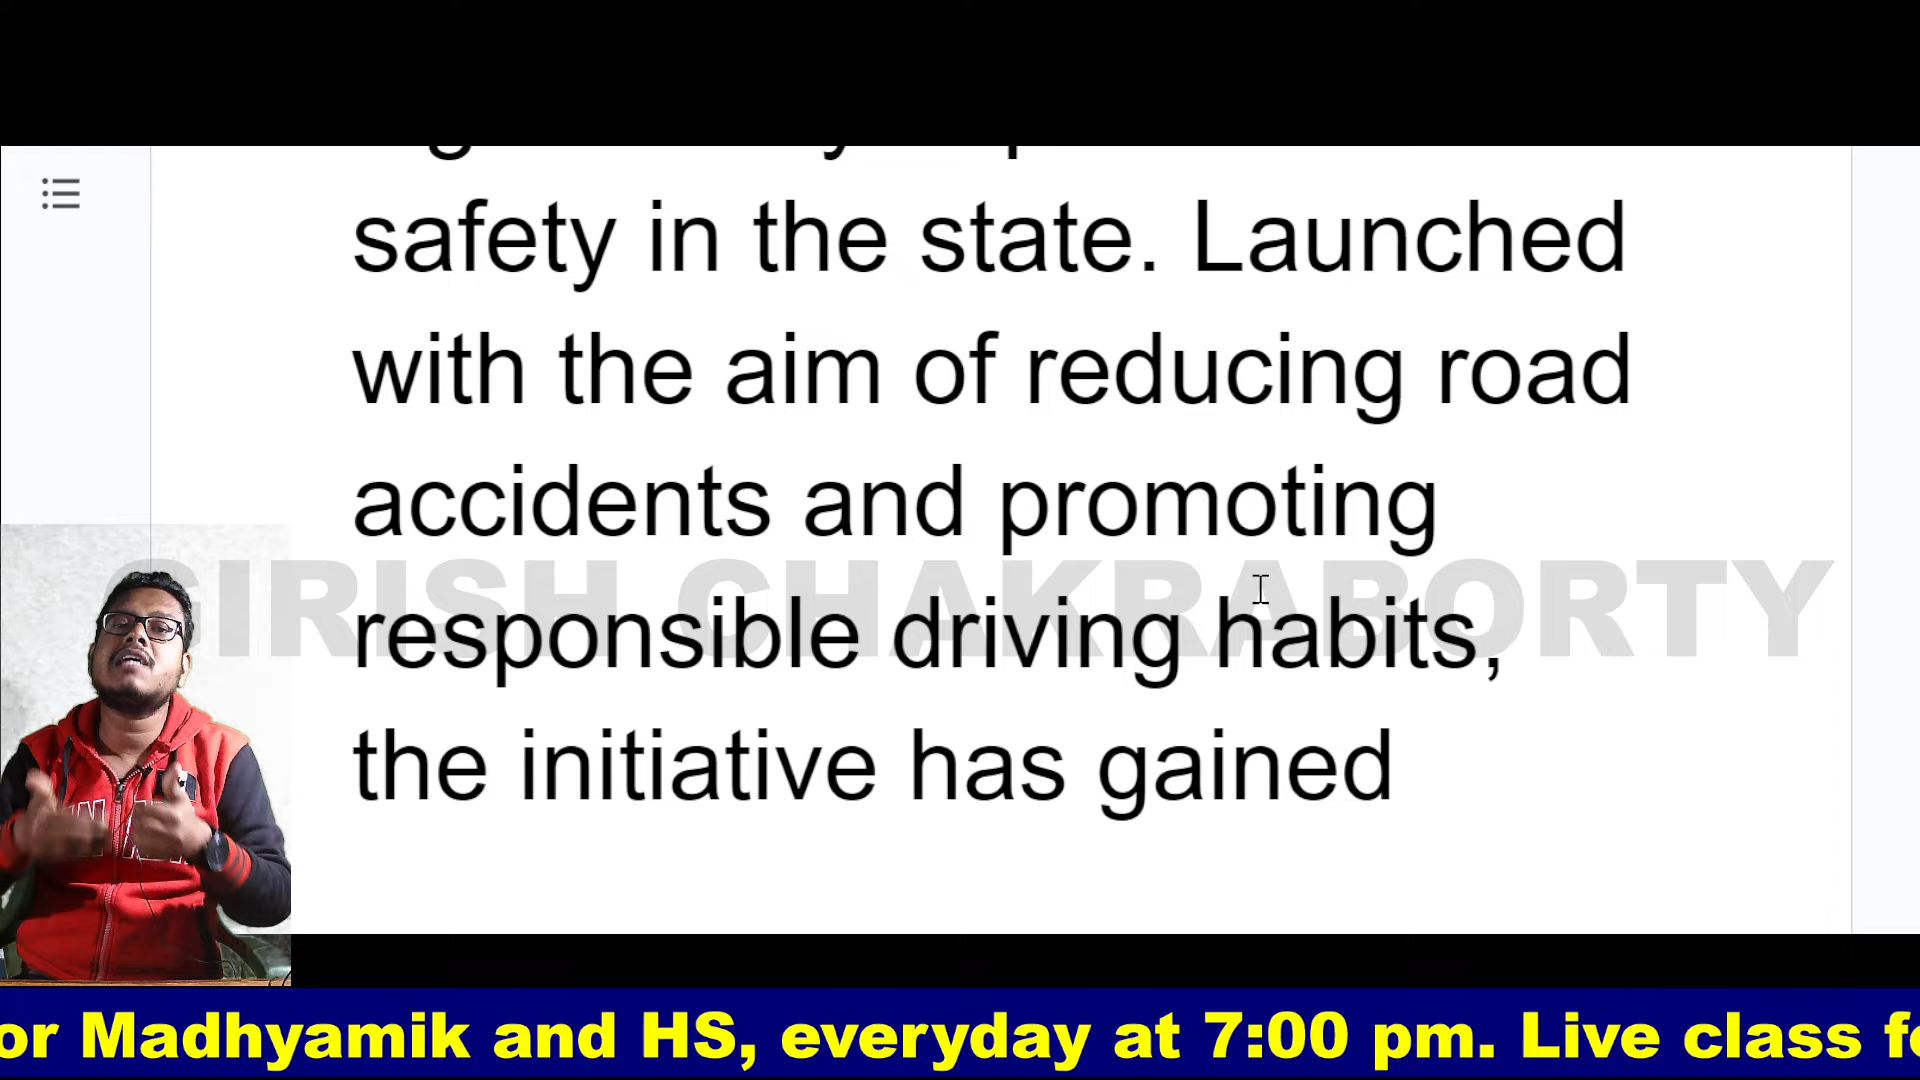 safety in the state. Launched
with the aim of reducing road
accidents and promoting
GIRISH CHAKRABORTY
responsible driving habits,
the initiative has gained
or Madhyamik and HS, everyday at 7:00 pm. Live class